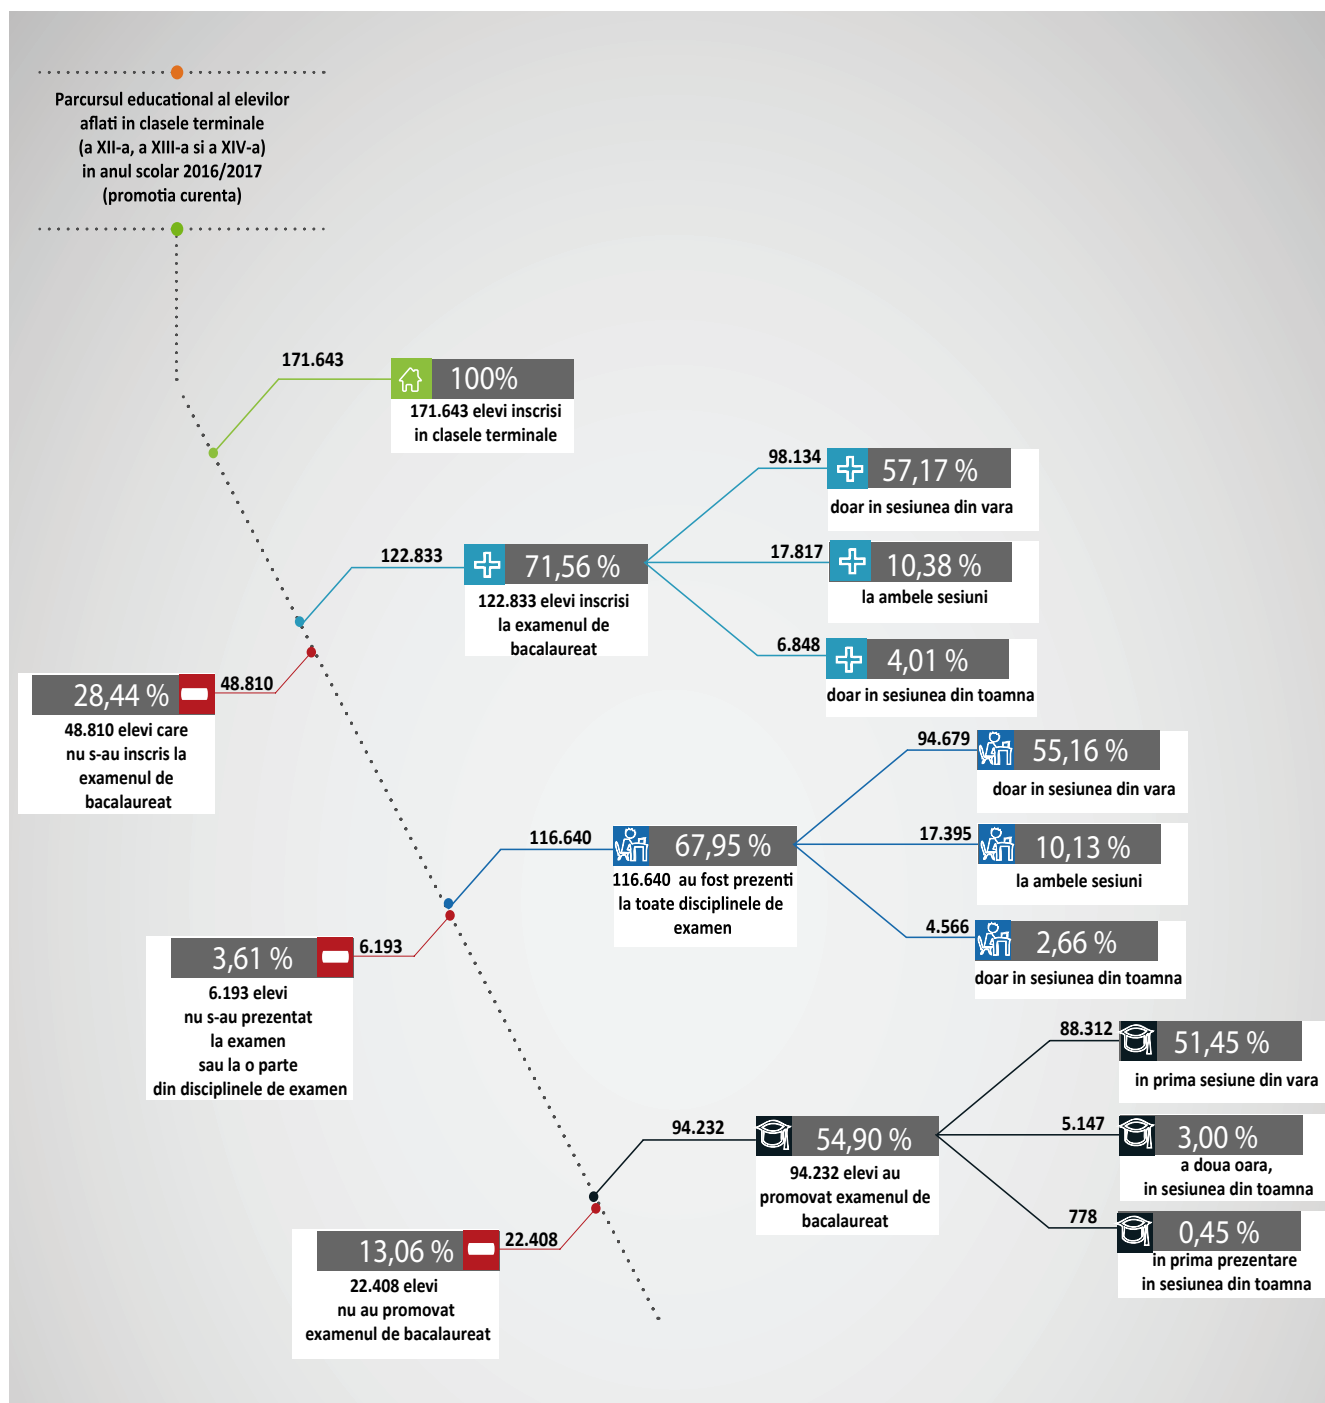 Parcursul educational al elevilor
aflati in clasele terminale
(a XII-a, a XIII-a si a XIV-a)
in anul scolar 2016/2017
(promotia curenta)
171.643
100%
171.643 elevi inscrisi
in clasele terminale
122.833
71,56 %
122.833 elevi inscrisi
la examenul de
bacalaureat
98.134
57,17 %
doar in sesiunea din vara
17.817
10,38 %
la ambele sesiuni
6.848
4,01 %
doar in sesiunea din toamna
28,44 %
48.810
48.810 elevi care
nu s-au inscris la
examenul de
bacalaureat
116.640
67,95 %
116.640 au fost prezenti
la toate disciplinele de
examen
94.679
55,16 %
doar in sesiunea din vara
17.395
10,13 %
la ambele sesiuni
4.566
2,66 %
doar in sesiunea din toamna
3,61 %
6.193
6.193 elevi
nu s-au prezentat
la examen
sau la o parte
din disciplinele de examen
94.232
54,90 %
94.232 elevi au
promovat examenul de
bacalaureat
88.312
51,45 %
in prima sesiune din vara
5.147
3,00 %
a doua oara,
in sesiunea din toamna
778
0,45 %
in prima prezentare
in sesiunea din toamna
13,06 %
22.408
22.408 elevi
nu au promovat
examenul de bacalaureat